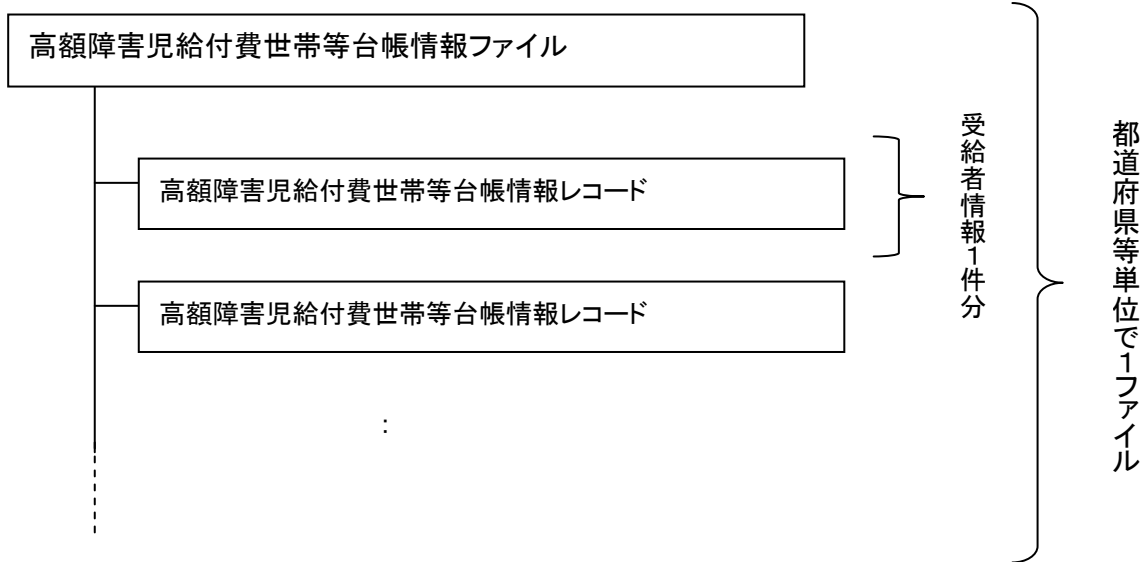 高額障害児給付費世帯等台帳情報ファイル
高額障害児給付費世帯等台帳情報レコード
高額障害児給付費世帯等台帳情報レコード
:
受給者情報1件分
都道府県等単位で1ファイル